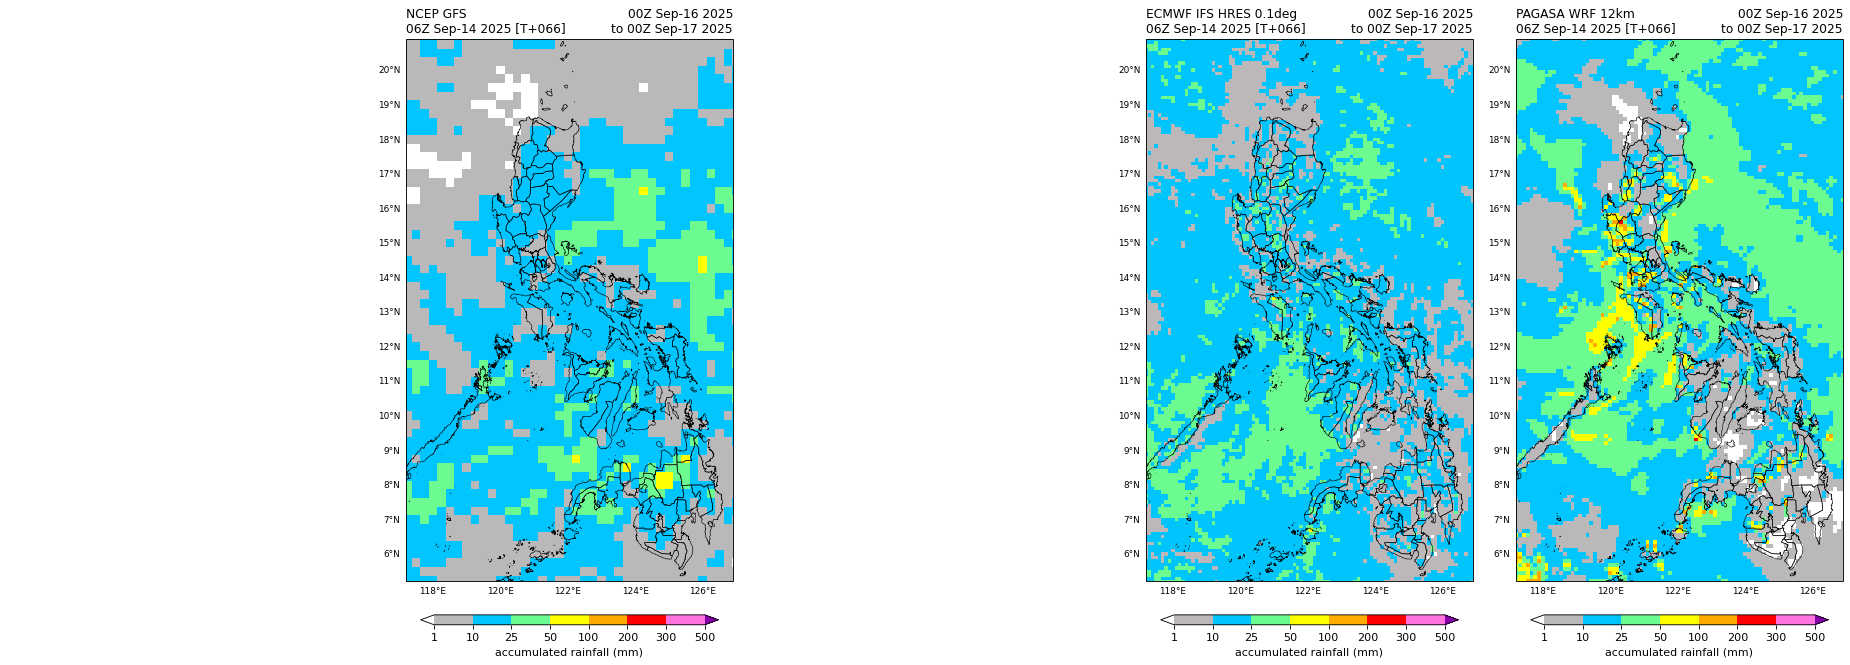 NCEP GFS 00Z Sep-16 2025
06Z Sep-14 2025 [T+066] to 00Z Sep-17 2025
20°N
19°N
18°N
17°N
16°N
15°N
14°N
13°N
12°N
11°N
10°N
9°N
8°N
7°N
6°N
118°E 120°E 122°E 124°E 126°E
1 10 25 50 100 200 300 500
accumulated rainfall (mm)
ECMWF IFS HRES 0.1deg 00Z Sep-16 2025
06Z Sep-14 2025 [T+066] to 00Z Sep-17 2025
20°N
19°N
18°N
17°N
16°N
15°N
14°N
13°N
12°N
11°N
10°N
9°N
8°N
7°N
6°N
118°E 120°E 122°E 124°E 126°E
1 10 25 50 100 200 300 500
accumulated rainfall (mm)
PAGASA WRF 12km 00Z Sep-16 2025
06Z Sep-14 2025 [T+066] to 00Z Sep-17 2025
20°N
19°N
18°N
17°N
16°N
15°N
14°N
13°N
12°N
11°N
10°N
9°N
8°N
7°N
6°N
118°E 120°E 122°E 124°E 126°E
1 10 25 50 100 200 300 500
accumulated rainfall (mm)